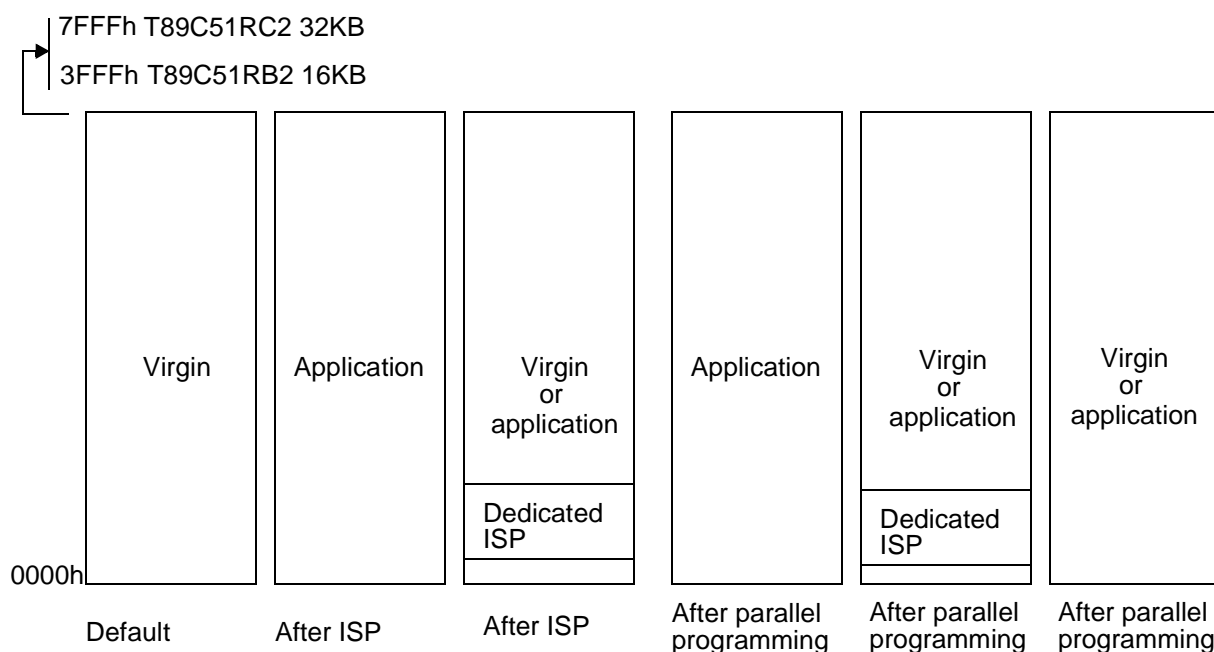 7FFFh T89C51RC2 32KB
3FFFh T89C51RB2 16KB
Virgin
Application
Virgin
or
application
Dedicated
ISP
Application
Virgin
or
application
Dedicated
ISP
Virgin
or
application
0000h
Default
After ISP
After ISP
After parallel
programming
After parallel
programming
After parallel
programming